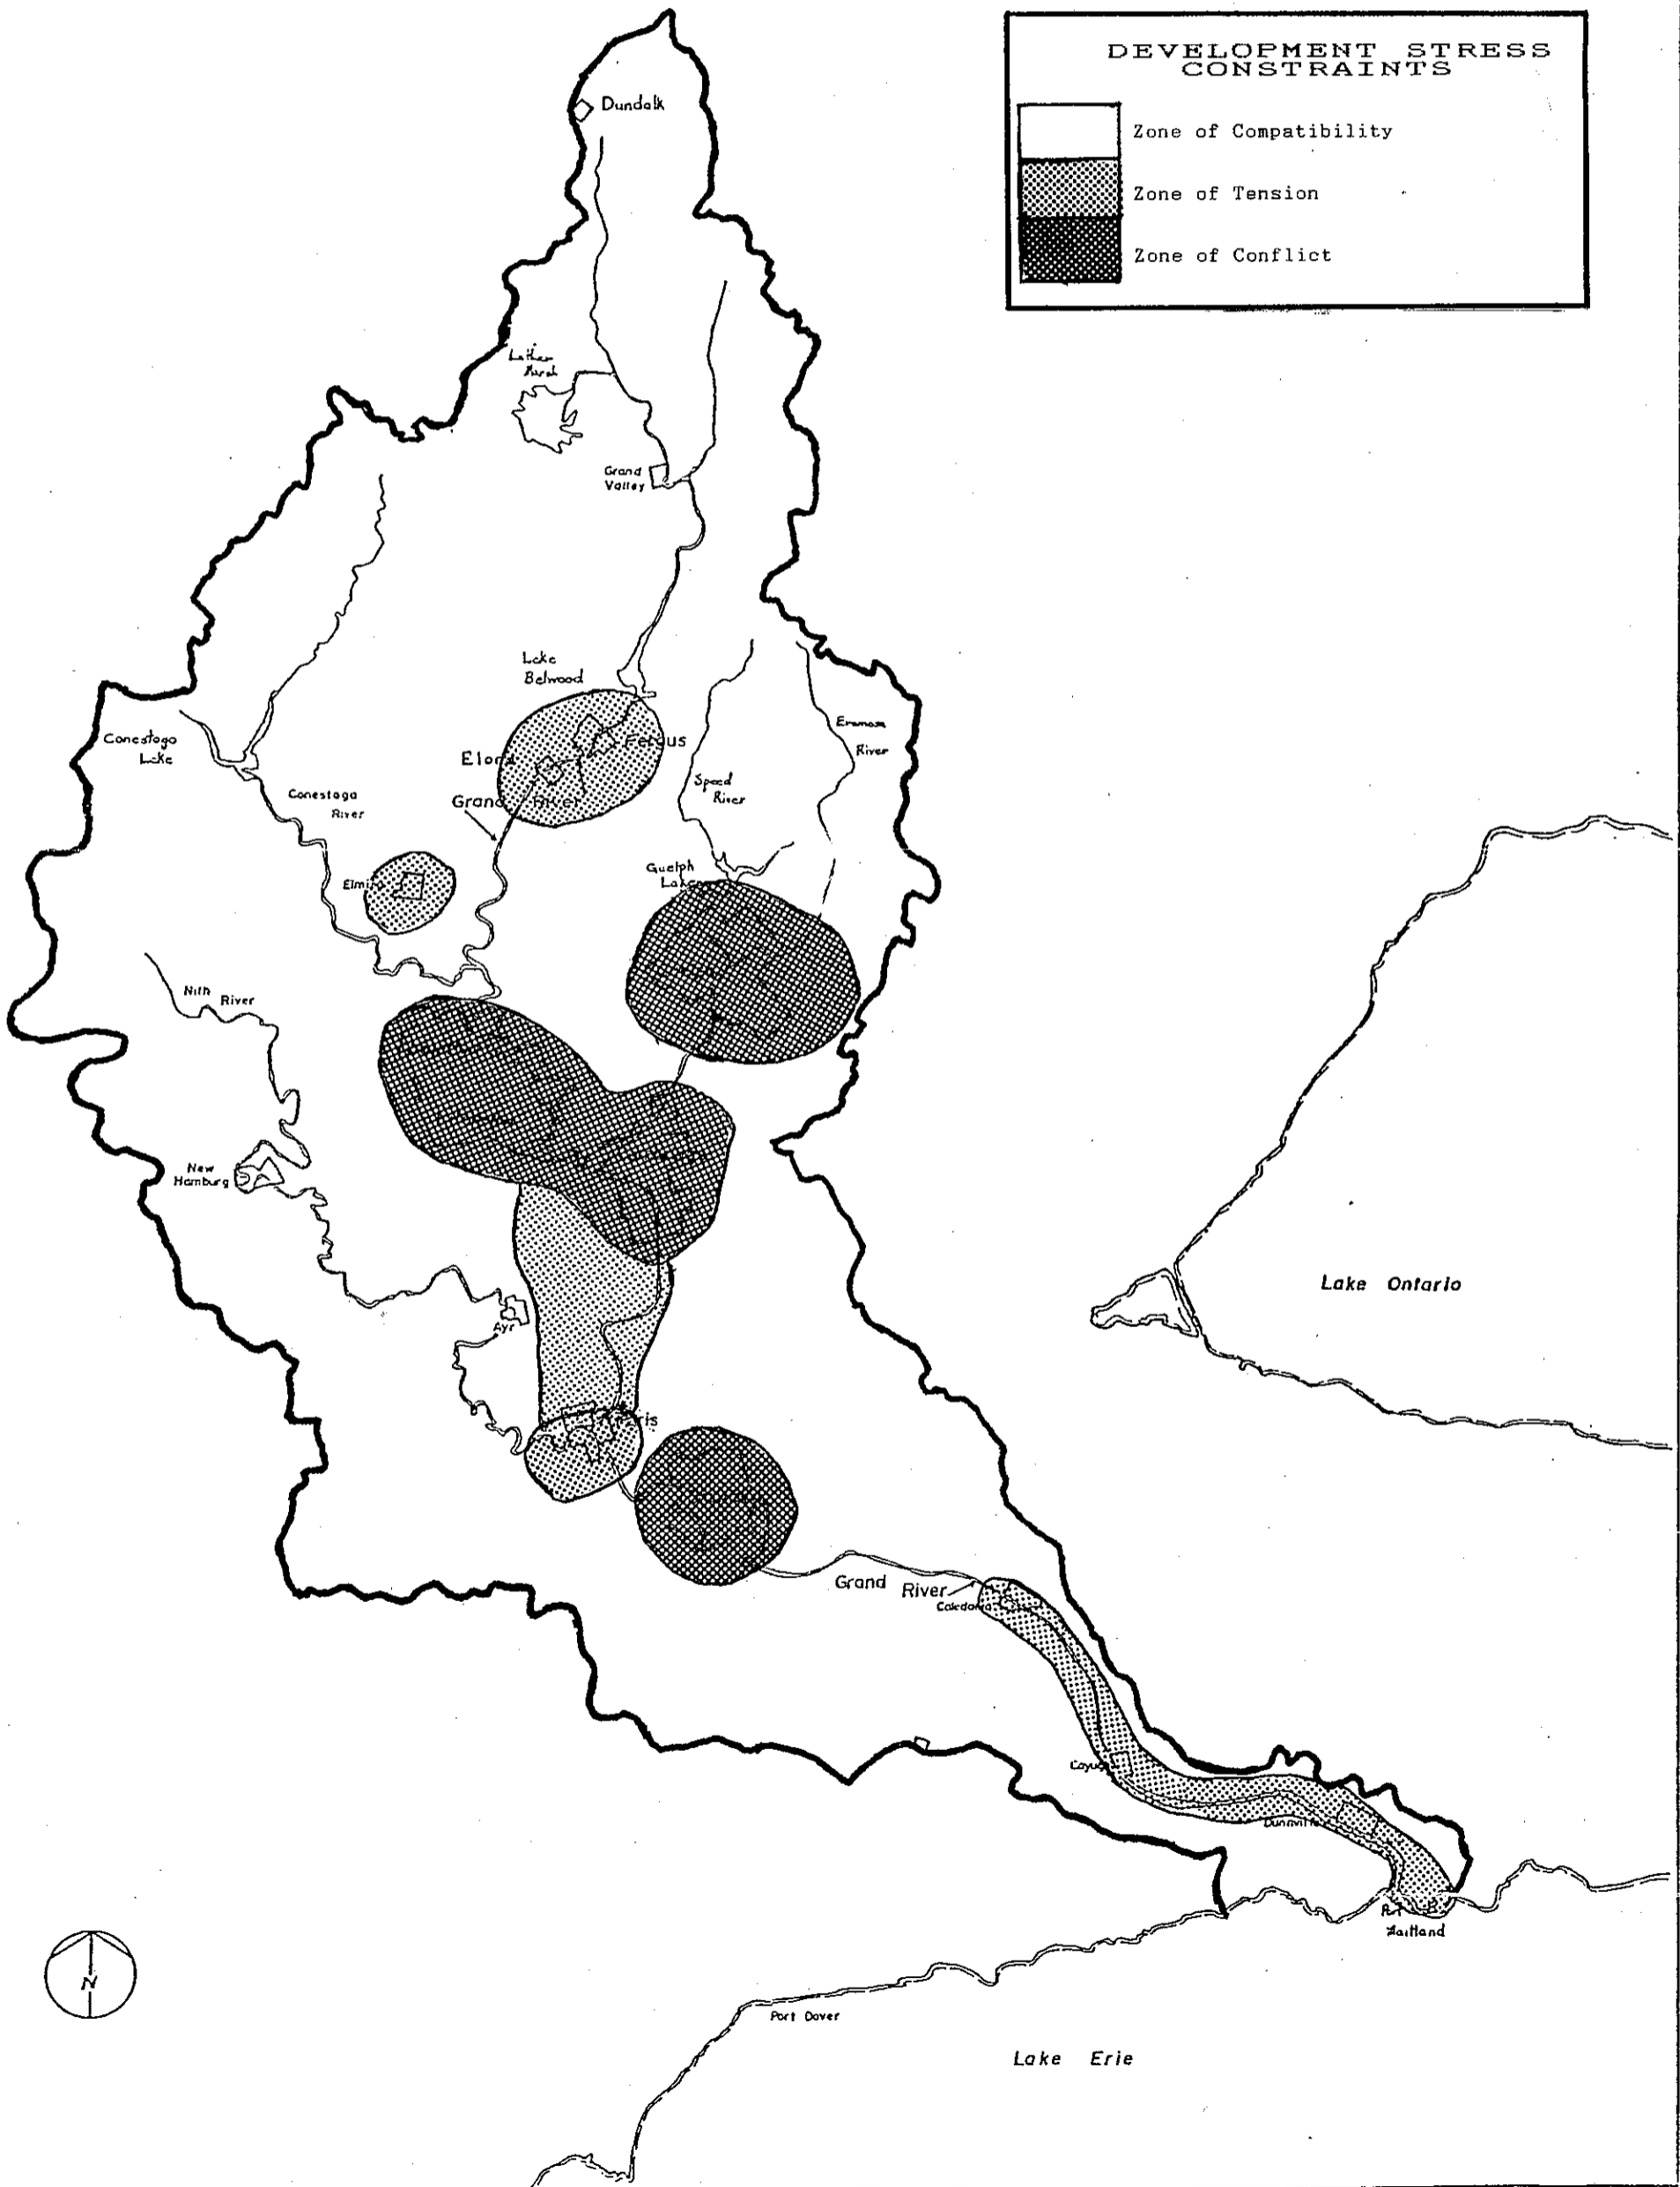 DEVELOPMENT STRESS
CONSTRAINTS
Zone of Compatibility
Zone of Tension
Zone of Conflict
Dundalk
Luther
Marsh
Grand
Valley
Lake
Belwood
Fergus
Elora
Grand River
Conestogo
Lake
Conestoga
River
Speed
River
Eramosa
River
Elmira
Guelph
Lake
Nith
River
New
Hamburg
Ayr
Paris
Lake Ontario
Grand River
Caledonia
Cayuga
Dunnville
Port
Maitland
N
Port Dover
Lake Erie